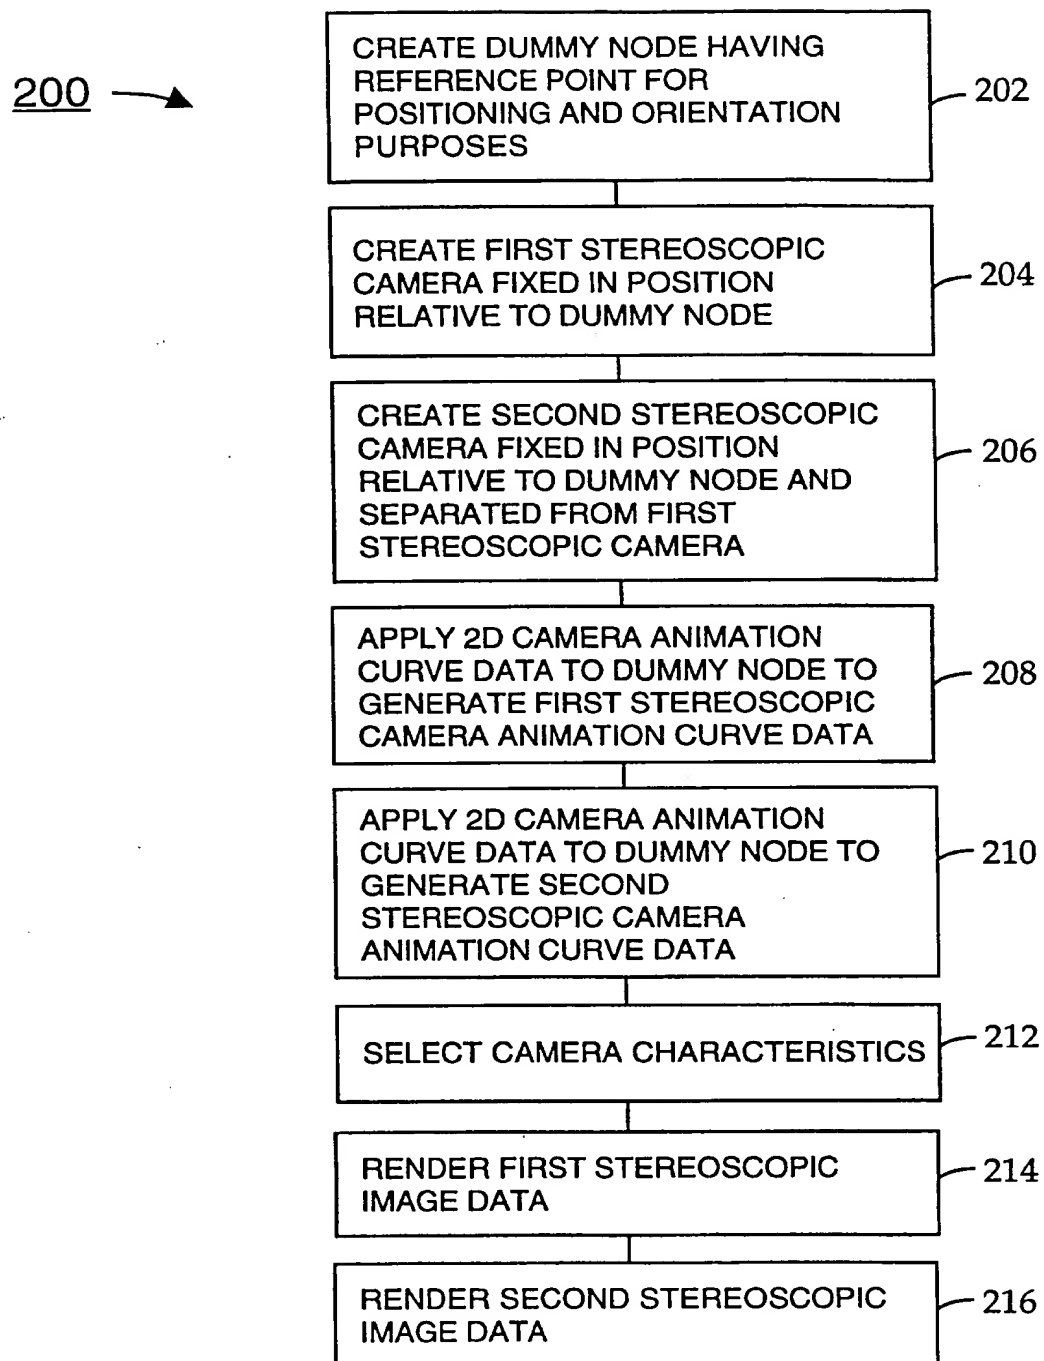 200
CREATE DUMMY NODE HAVING
REFERENCE POINT FOR
POSITIONING AND ORIENTATION
PURPOSES
202
CREATE FIRST STEREOSCOPIC
CAMERA FIXED IN POSITION
RELATIVE TO DUMMY NODE
204
CREATE SECOND STEREOSCOPIC
CAMERA FIXED IN POSITION
RELATIVE TO DUMMY NODE AND
SEPARATED FROM FIRST
STEREOSCOPIC CAMERA
206
APPLY 2D CAMERA ANIMATION
CURVE DATA TO DUMMY NODE TO
GENERATE FIRST STEREOSCOPIC
CAMERA ANIMATION CURVE DATA
208
APPLY 2D CAMERA ANIMATION
CURVE DATA TO DUMMY NODE TO
GENERATE SECOND
STEREOSCOPIC CAMERA
ANIMATION CURVE DATA
210
SELECT CAMERA CHARACTERISTICS
212
RENDER FIRST STEREOSCOPIC
IMAGE DATA
214
RENDER SECOND STEREOSCOPIC
IMAGE DATA
216